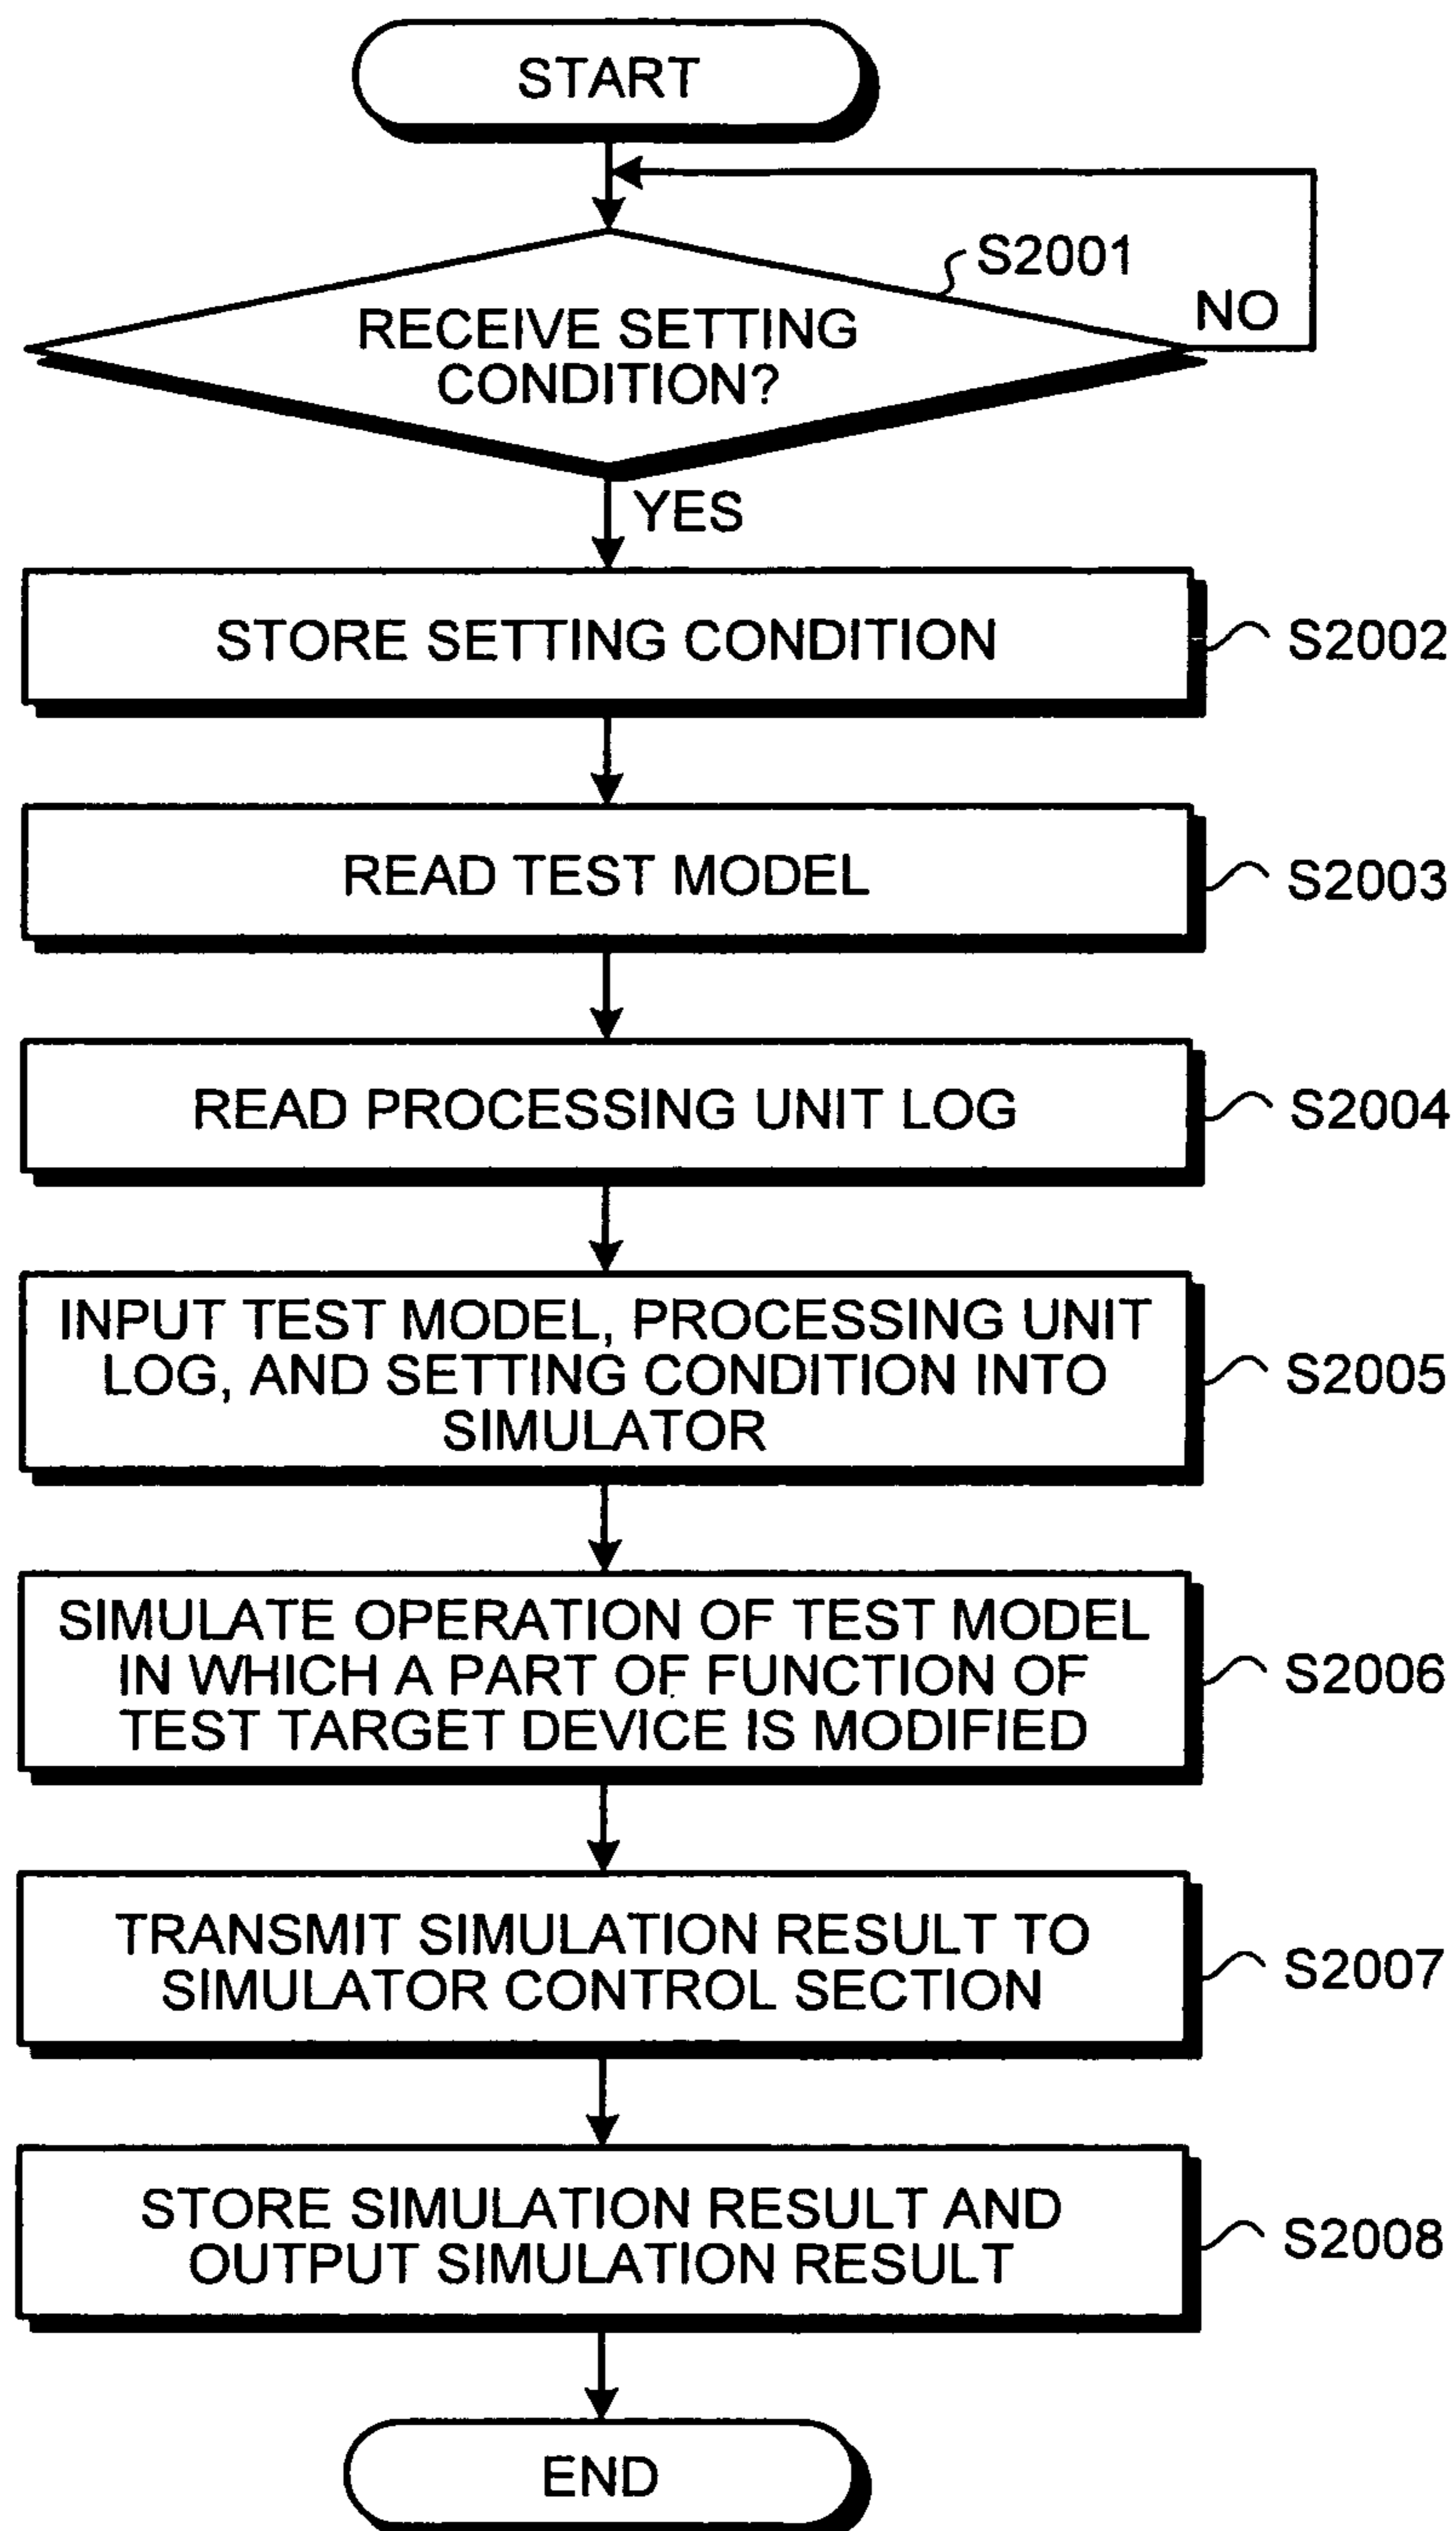 START
S2001
NO
RECEIVE SETTING
CONDITION?
YES
STORE SETTING CONDITION
S2002
READ TEST MODEL
S2003
READ PROCESSING UNIT LOG
S2004
INPUT TEST MODEL, PROCESSING UNIT
LOG, AND SETTING CONDITION INTO
SIMULATOR
S2005
SIMULATE OPERATION OF TEST MODEL
IN WHICH A PART OF FUNCTION OF
TEST TARGET DEVICE IS MODIFIED
S2006
TRANSMIT SIMULATION RESULT TO
SIMULATOR CONTROL SECTION
S2007
STORE SIMULATION RESULT AND
OUTPUT SIMULATION RESULT
S2008
END